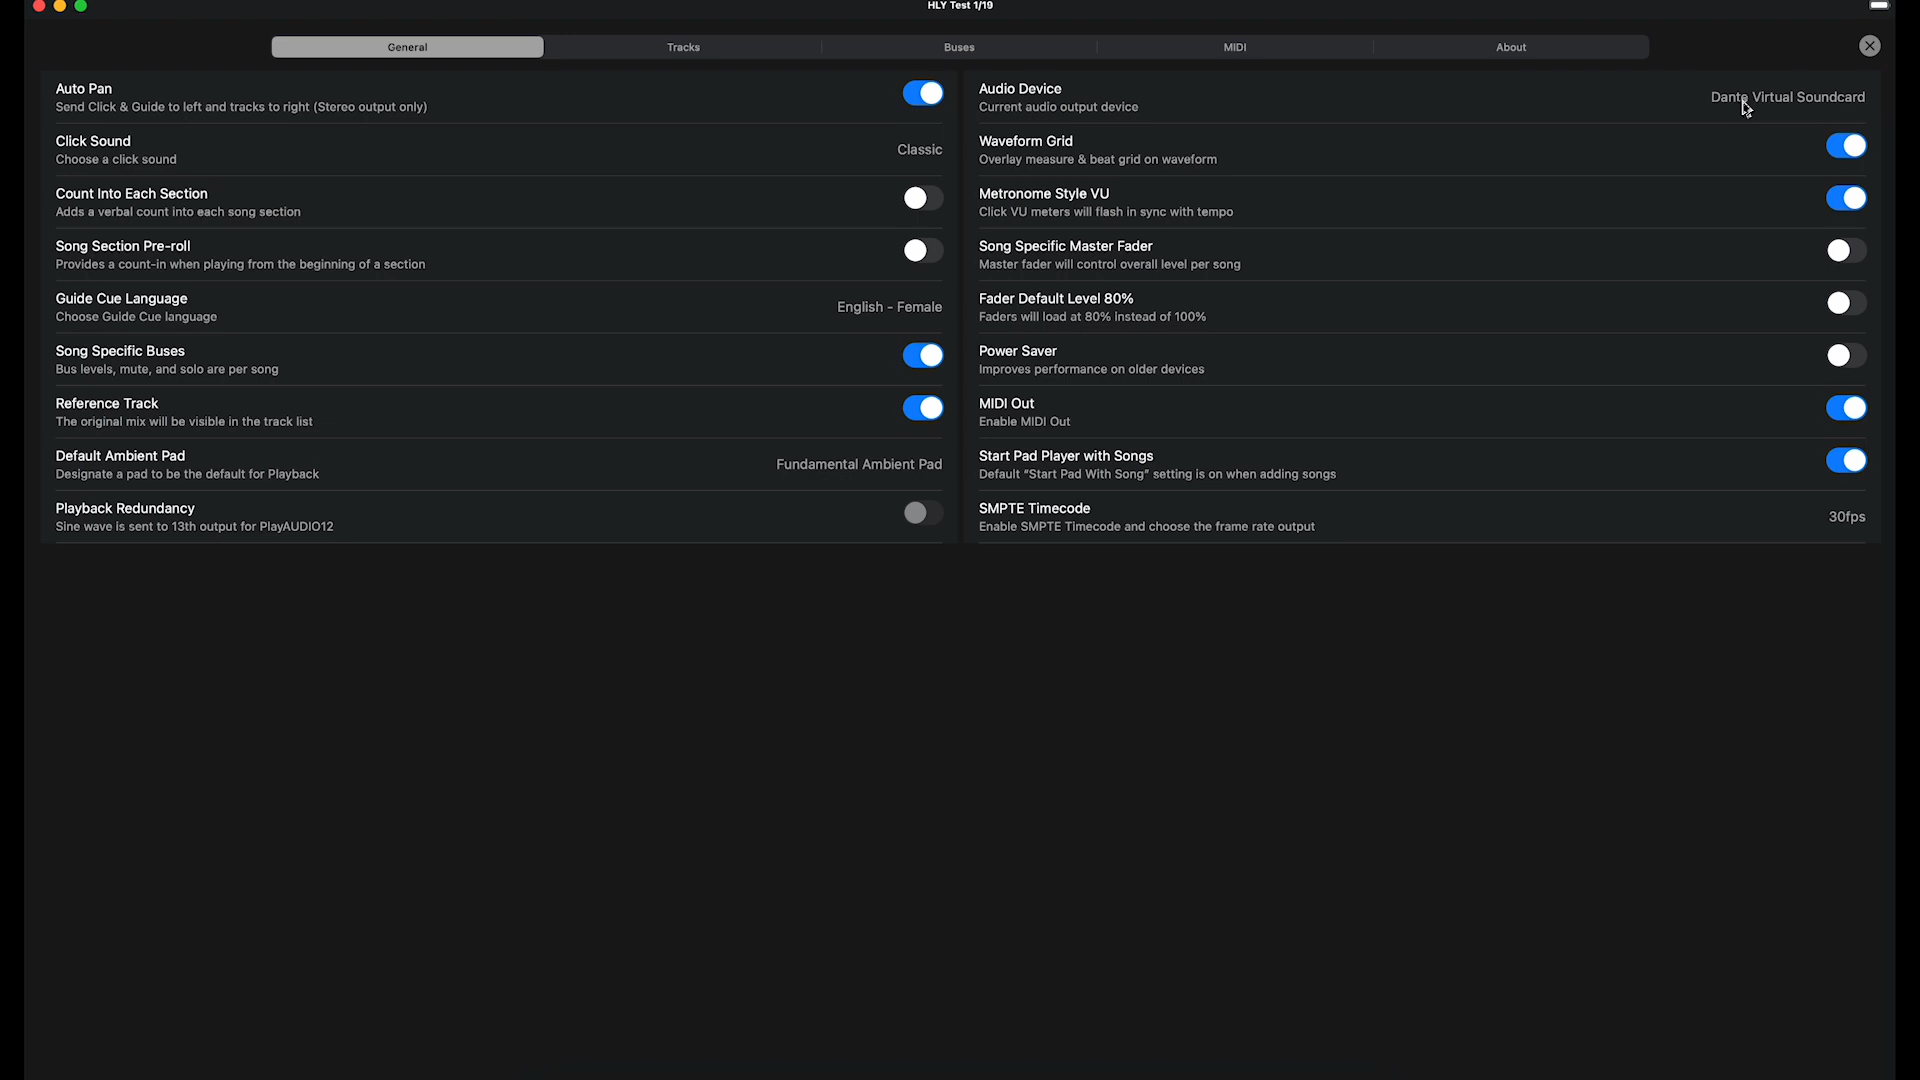 HLY Test 1/19
General
Tracks
Buses
MIDI
About
Auto Pan
Send Click & Guide to left and tracks to right (Stereo output only)
Click Sound
Choose a click sound
Classic
Count Into Each Section
Adds a verbal count into each song section
Song Section Pre-roll
Provides a count-in when playing from the beginning of a section
Guide Cue Language
Choose Guide Cue language
English - Female
Song Specific Buses
Bus levels, mute, and solo are per song
Reference Track
The original mix will be visible in the track list
Default Ambient Pad
Designate a pad to be the default for Playback
Fundamental Ambient Pad
Playback Redundancy
Sine wave is sent to 13th output for PlayAUDIO12
Audio Device
Current audio output device
Dante Virtual Soundcard
Waveform Grid
Overlay measure & beat grid on waveform
Metronome Style VU
Click VU meters will flash in sync with tempo
Song Specific Master Fader
Master fader will control overall level per song
Fader Default Level 80%
Faders will load at 80% instead of 100%
Power Saver
Improves performance on older devices
MIDI Out
Enable MIDI Out
Start Pad Player with Songs
Default "Start Pad With Song" setting is on when adding songs
SMPTE Timecode
Enable SMPTE Timecode and choose the frame rate output
30fps